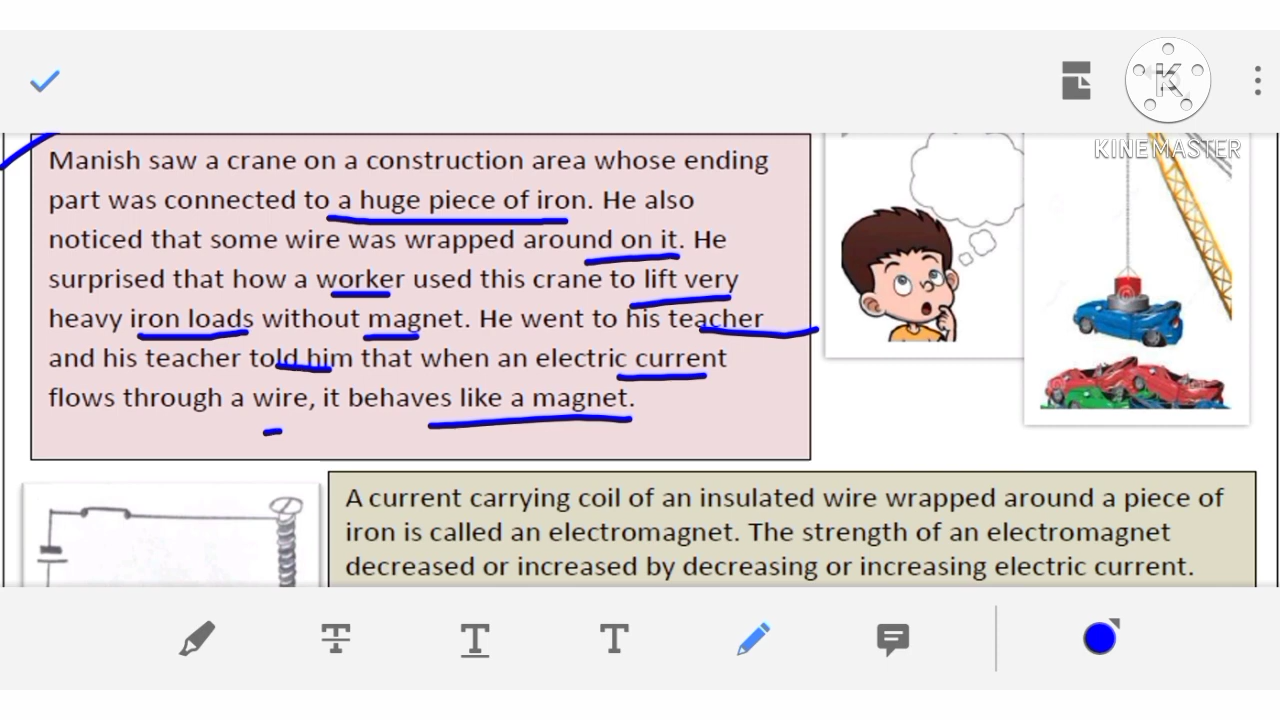 KINEMASTER
Manish saw a crane on a construction area whose ending
part was connected to a huge piece of iron. He also
noticed that some wire was wrapped around on it. He
surprised that how a worker used this crane to lift very
heavy iron loads without magnet. He went to his teacher
and his teacher told him that when an electric current
flows through a wire, it behaves like a magnet.
A current carrying coil of an insulated wire wrapped around a piece of
iron is called an electromagnet. The strength of an electromagnet
decreased or increased by decreasing or increasing electric current.